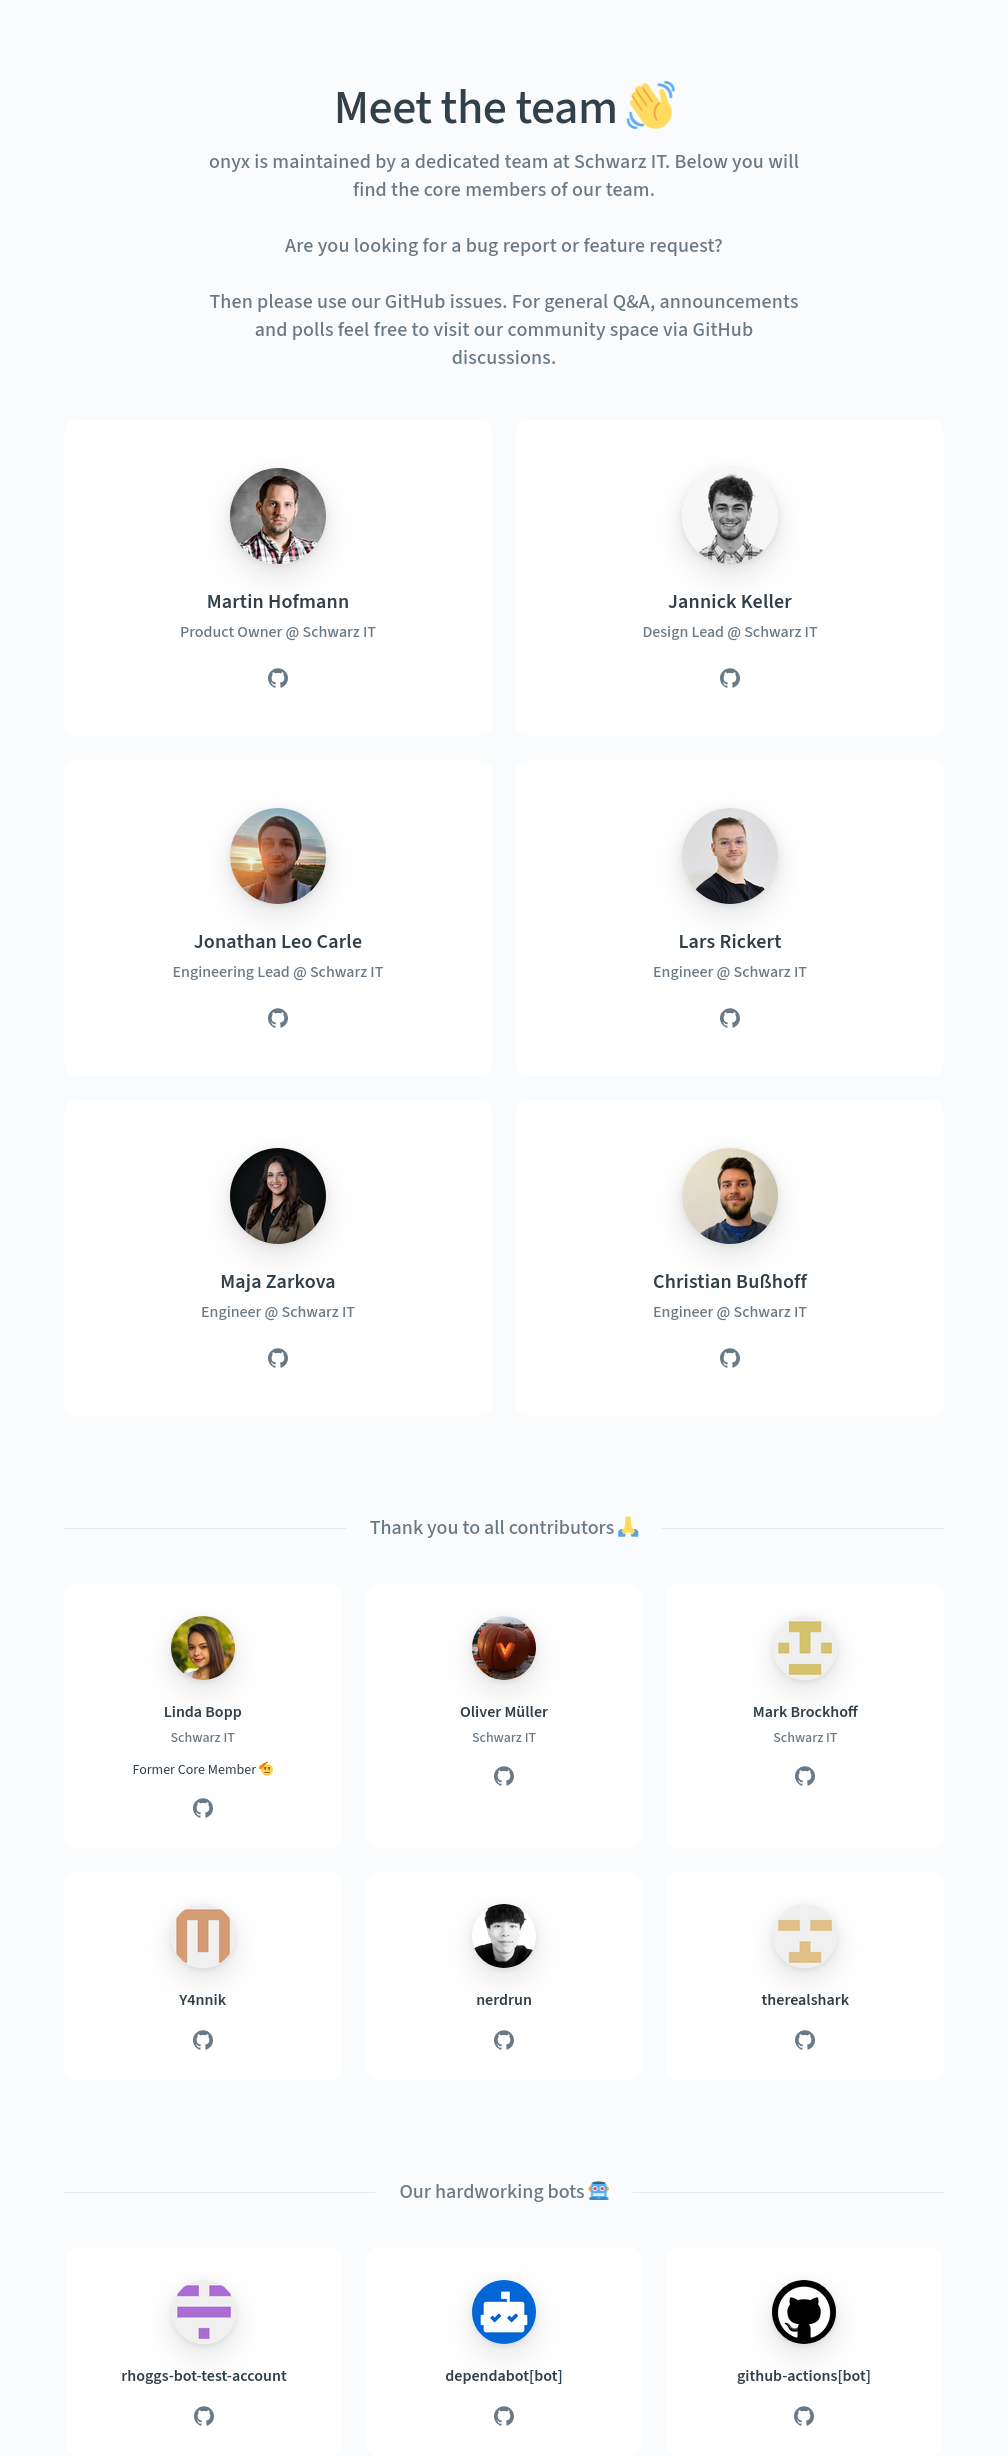 Meet the team 👋
onyx is maintained by a dedicated team at Schwarz IT. Below you will
find the core members of our team.
Are you looking for a bug report or feature request?
Then please use our GitHub issues. For general Q&A, announcements
and polls feel free to visit our community space via GitHub
discussions.
Martin Hofmann
Product Owner @ Schwarz IT
Jannick Keller
Design Lead @ Schwarz IT
Jonathan Leo Carle
Engineering Lead @ Schwarz IT
Lars Rickert
Engineer @ Schwarz IT
Maja Zarkova
Engineer @ Schwarz IT
Christian Bußhoff
Engineer @ Schwarz IT
Thank you to all contributors 🙏
Linda Bopp
Schwarz IT
Former Core Member 🫡
Oliver Müller
Schwarz IT
Mark Brockhoff
Schwarz IT
Y4nnik
nerdrun
therealshark
Our hardworking bots 🤖
rhoggs-bot-test-account
dependabot[bot]
github-actions[bot]